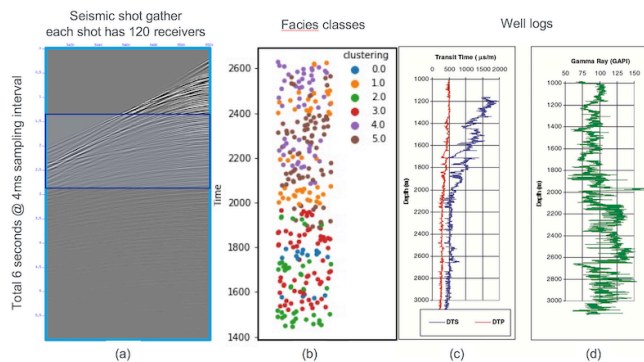 Seismic shot gather
each shot has 120 receivers
Facies classes
Well logs
Total 6 seconds @ 4ms sampling interval
(a)
clustering
0.0
1.0
2.0
3.0
4.0
5.0
2600
2400
2200
2000
1800
1600
1400
time
(b)
Transit Time ( µs/m)
0 500 1000 1500 2000
1000
1200
1400
1600
1800
2000
2200
2400
2600
2800
3000
Depth (m)
DTS DTP
(c)
Gamma Rey (GAPI)
50 75 100 125 150
1000
1200
1400
1600
1800
2000
2200
2400
2600
2800
3000
Depth (m)
(d)